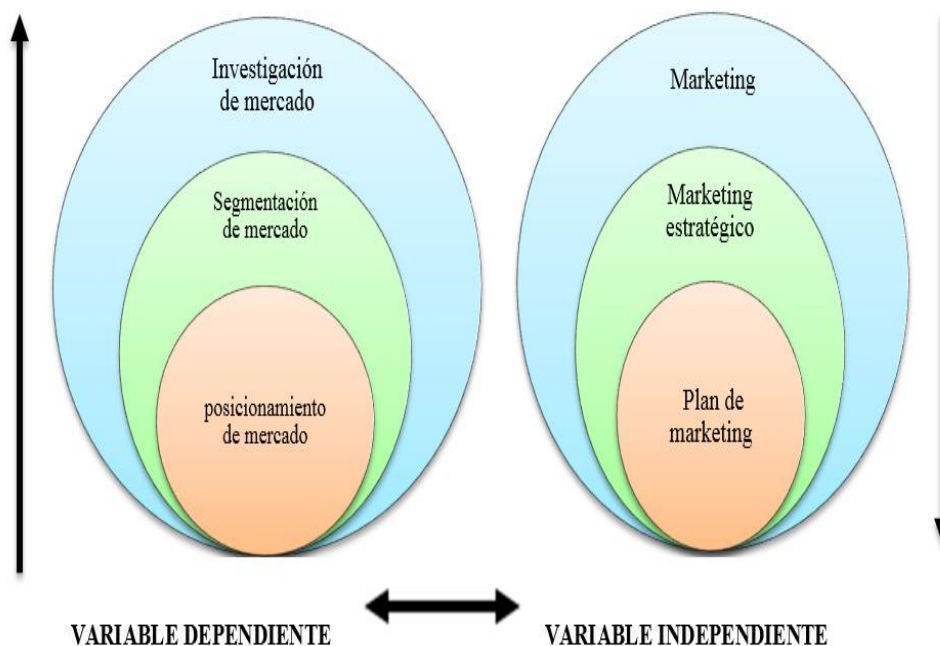 Investigación
de mercado
Segmentación
de mercado
posicionamiento
de mercado
VARIABLE DEPENDIENTE
Marketing
Marketing
estratégico
Plan de
marketing
VARIABLE INDEPENDIENTE